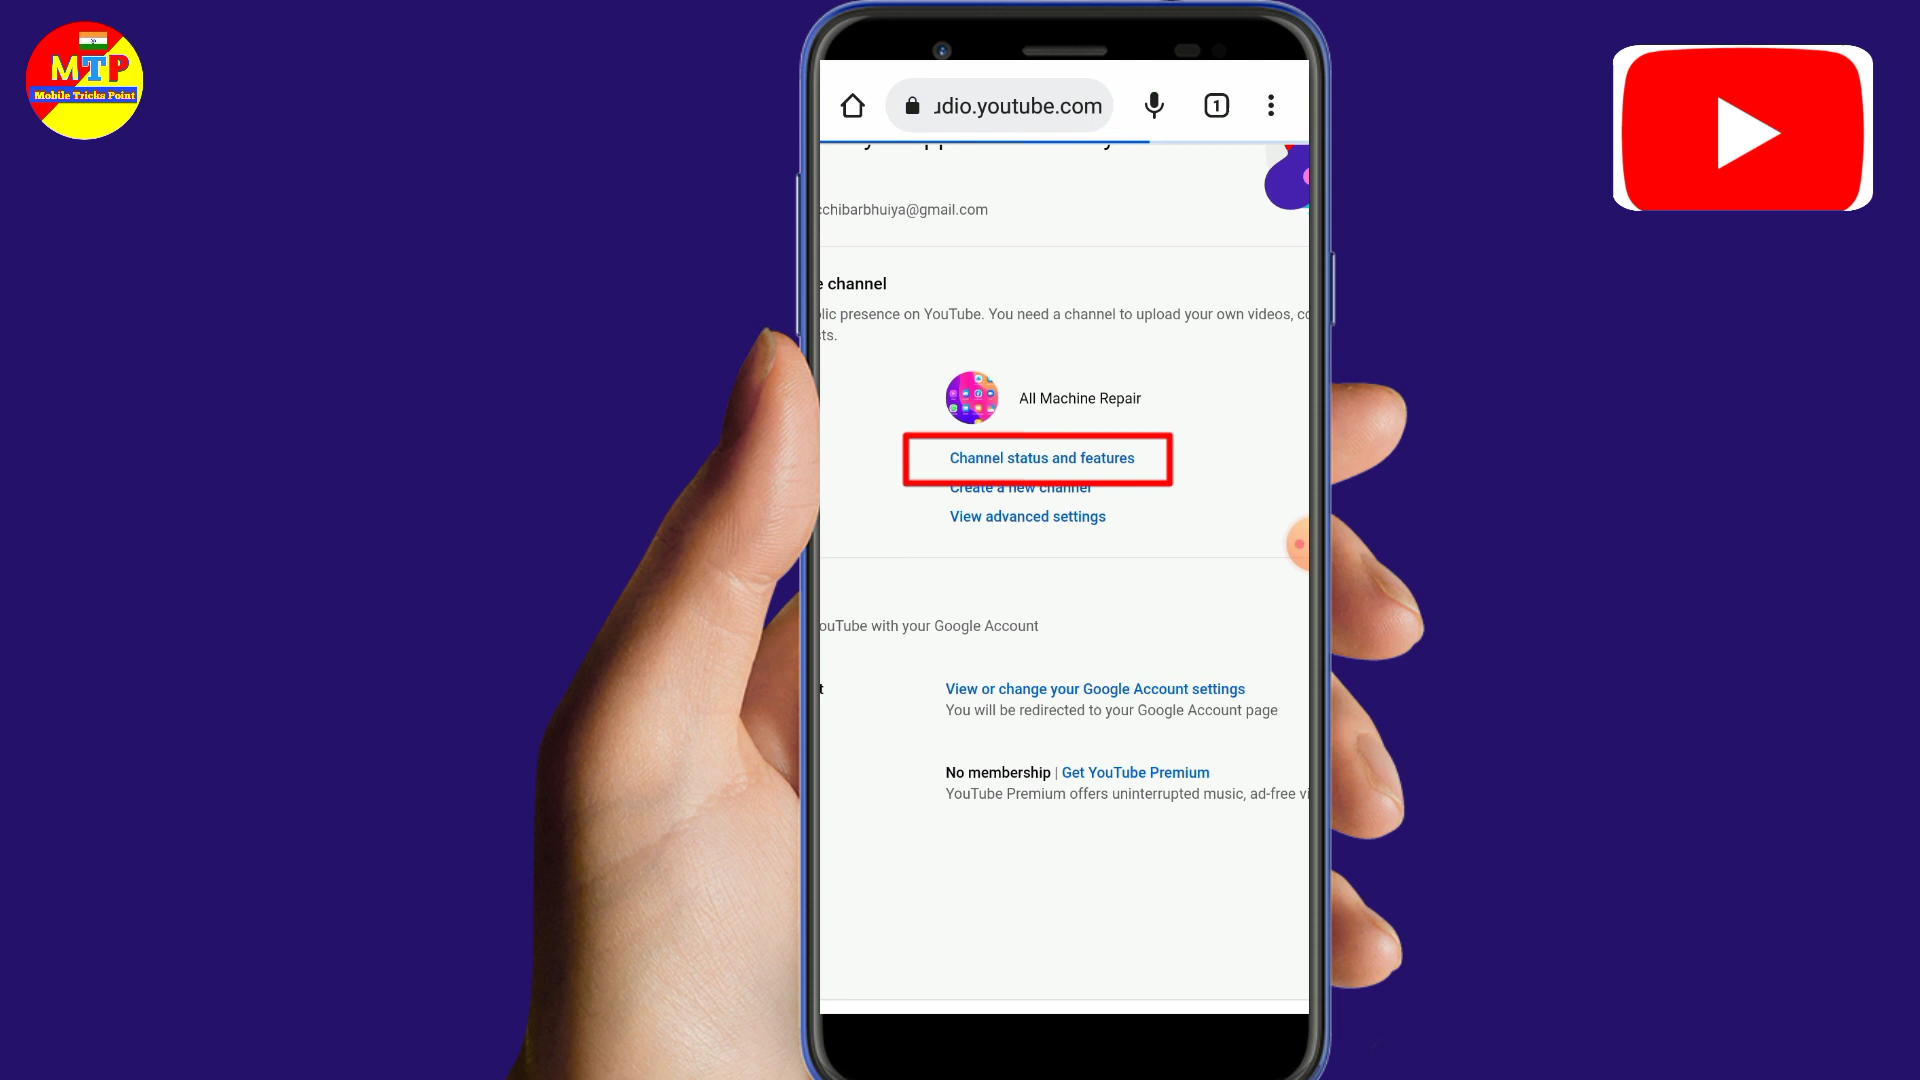 MTP
Mobile Tricks Point
udio.youtube.com
1
cchibarbhuiya@gmail.com
e channel
lic presence on YouTube. You need a channel to upload your own videos, co
ts.
All Machine Repair
Channel status and features
Create a new channel
View advanced settings
ouTube with your Google Account
t
View or change your Google Account settings
You will be redirected to your Google Account page
No membership | Get YouTube Premium
YouTube Premium offers uninterrupted music, ad-free vi